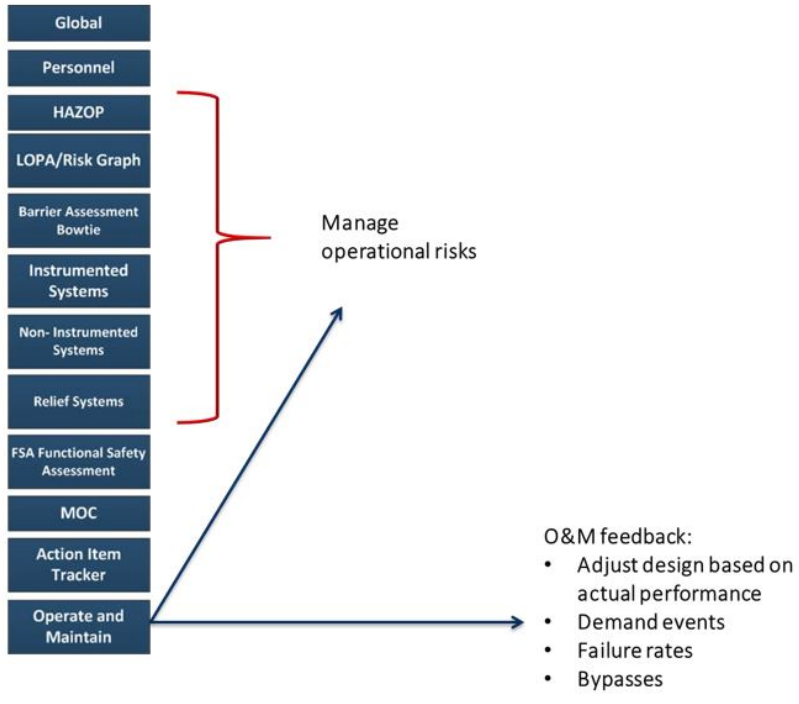 Global
Personnel
HAZOP
LOPA/Risk Graph
Barrier Assessment
Bowtie
Instrumented
Systems
Non- Instrumented
Systems
Relief Systems
FSA Functional Safety
Assessment
MOC
Action Item
Tracker
Operate and
Maintain
Manage
operational risks
O&M feedback:
• Adjust design based on
actual performance
• Demand events
• Failure rates
• Bypasses